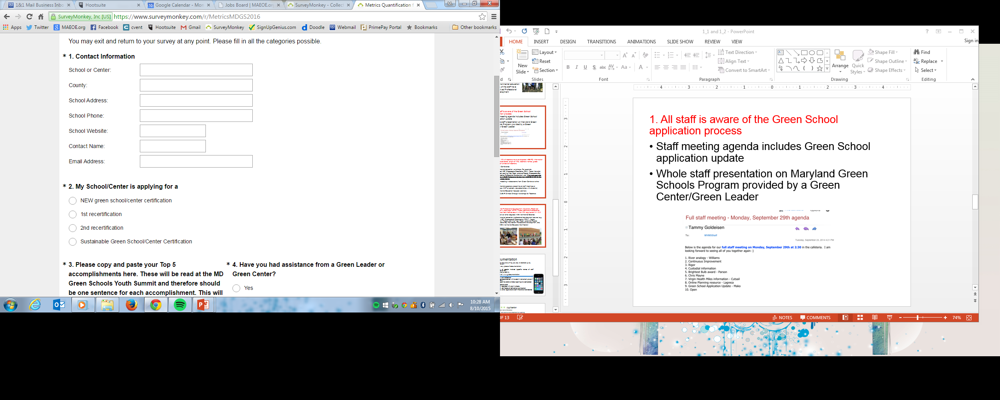 1&1 Mail Business Inbo
Hootsuite
Google Calendar - Mon
Jobs Board | MAEOE.or
SurveyMonkey - Collect
Metrics Quantification f
SurveyMonkey, Inc [US]
https://www.surveymonkey.com/r/MetricsMDGS2016
Apps
Twitter
MAEOE.org
Facebook
cvent
Hootsuite
Gmail
SurveyMonkey
SignUpGenius.com
Doodle
Webmail
PrimePay Portal
Bookmarks
Other bookmarks
You may exit and return to your survey at any point. Please fill in all the categories possible.
* 1. Contact Information
School or Center:
County:
School Address:
School Phone:
School Website:
Contact Name:
Email Address:
* 2. My School/Center is applying for a
NEW green school/center certification
1st recertification
2nd recertification
Sustainable Green School/Center Certification
* 3. Please copy and paste your Top 5
accomplishments here. These will be read at the MD
Green Schools Youth Summit and therefore should
be one sentence for each accomplishment. This will
* 4. Have you had assistance from a Green Leader or
Green Center?
Yes
10:28 AM
8/10/2015
1_1 and 1_2 - PowerPoint
HOME
INSERT
DESIGN
TRANSITIONS
ANIMATIONS
SLIDE SHOW
REVIEW
VIEW
Sign in
New
Slide
Layout
Reset
Section
Slides
Font
Text Direction
Align Text
Convert to SmartArt
Paragraph
Arrange
Quick
Styles
Shape Fill
Shape Outline
Shape Effects
Drawing
Find
Replace
Select
Editing
1. All staff is aware of the Green School
application process
• Staff meeting agenda includes Green School
application update
• Whole staff presentation on Maryland Green
Schools Program provided by a Green
Center/Green Leader
Full staff meeting - Monday, September 29th agenda
Tammy Goldeisen
To: MVMSStaff
Tuesday, September 23, 2014 4:21 PM
Below is the agenda for our full staff meeting on Monday, September 29th at 2:30 in the cafeteria. I am
looking forward to seeing all of you together again :)
1. River analogy - Williams
2. Continuous Improvement
3. Rigor
4. Custodial information
5. Brightest Bulb award - Parson
6. Chris Mayne
7. Virgin Health Miles information - Cutsail
8. Online Planning resource - Lagreca
9. Green School Application Update - Mako
10. Open
OF 13
NOTES
COMMENTS
74%